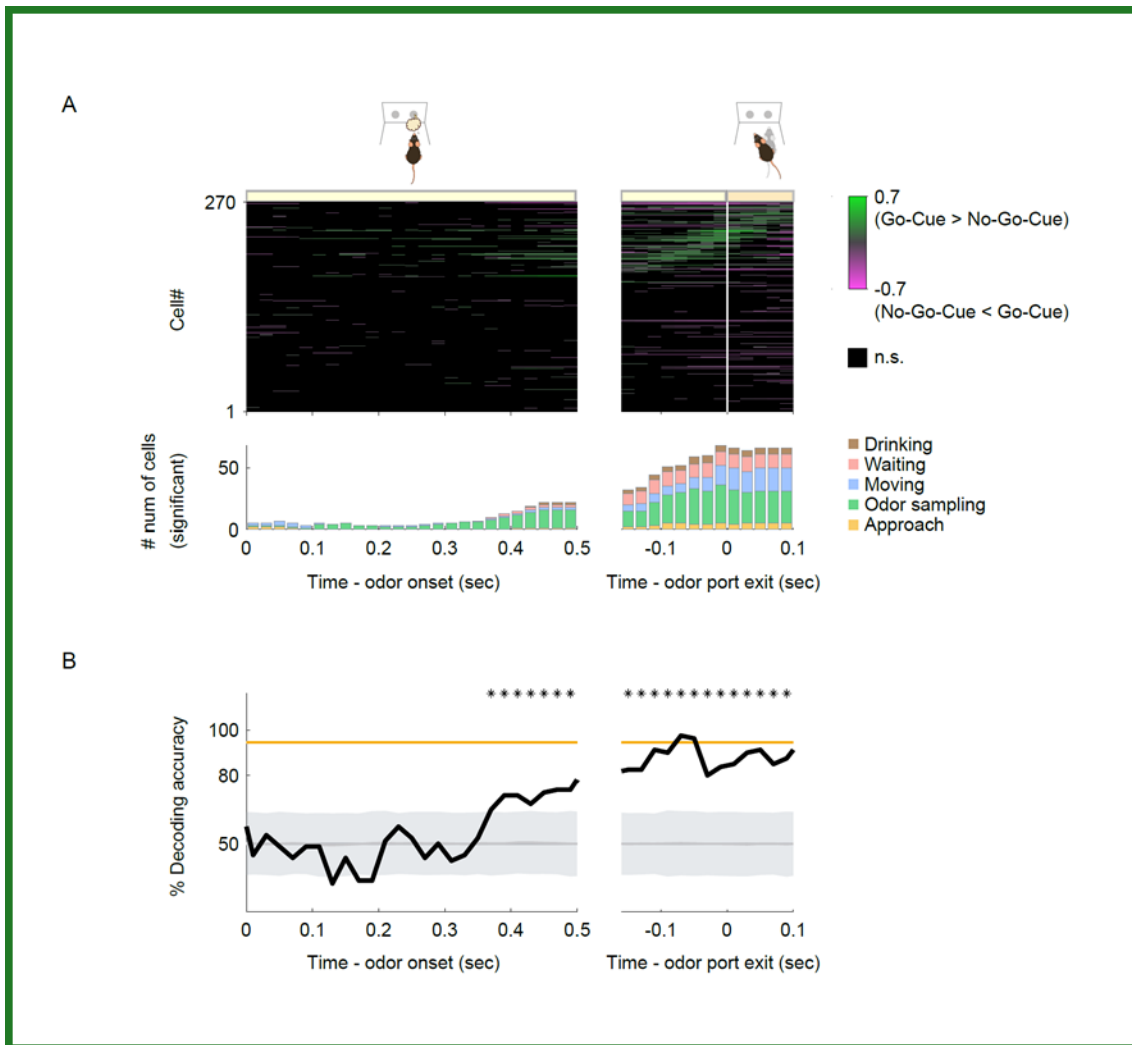 A
270
Cell#
1
0.7
(Go-Cue > No-Go-Cue)
-0.7
(No-Go-Cue < Go-Cue)
n.s.
# num of cells
(significant)
50
0
0 0.1 0.2 0.3 0.4 0.5
Time - odor onset (sec)
-0.1 0 0.1
Time - odor port exit (sec)
Drinking
Waiting
Moving
Odor sampling
Approach
B
% Decoding accuracy
100
80
50
* * * * * * *
* * * * * * * * * * * * *
0 0.1 0.2 0.3 0.4 0.5
Time - odor onset (sec)
-0.1 0 0.1
Time - odor port exit (sec)